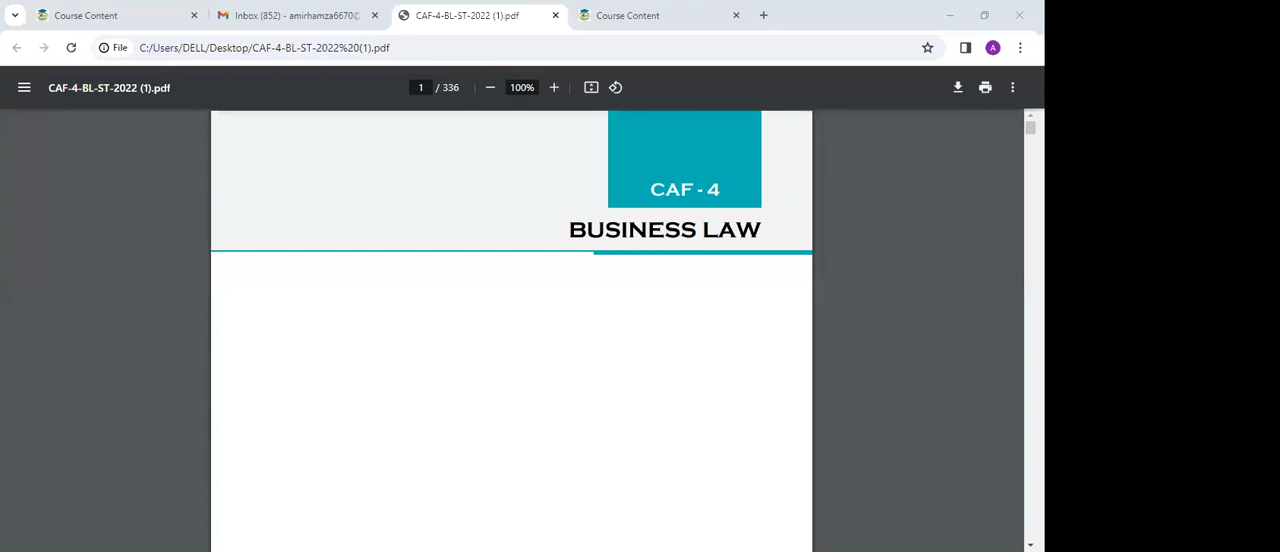 Course Content
Inbox (852) - amirhamza6670@
CAF-4-BL-ST-2022 (1).pdf
Course Content
File
C:/Users/DELL/Desktop/CAF-4-BL-ST-2022%20(1).pdf
A
CAF-4-BL-ST-2022 (1).pdf
1 / 336
100%
CAF - 4
BUSINESS LAW